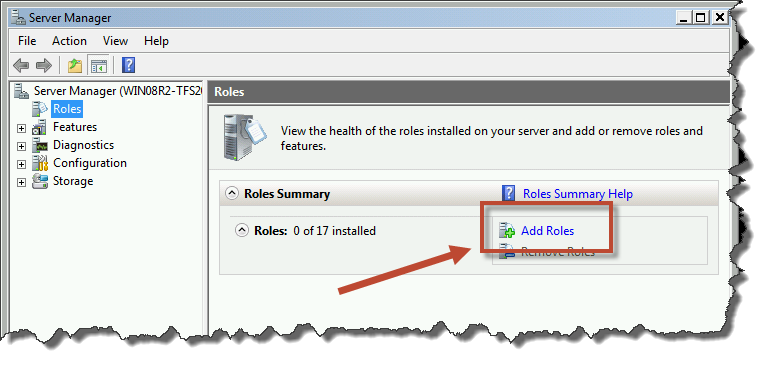 Server Manager
File Action View Help
Server Manager (WIN08R2-TFS20
Roles
Features
Diagnostics
Configuration
Storage
Roles
View the health of the roles installed on your server and add or remove roles and
features.
Roles Summary
Roles Summary Help
Roles: 0 of 17 installed
Add Roles
Remove Roles